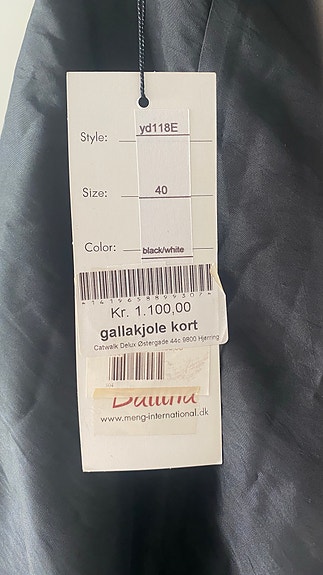 Style: yd118E
Size: 40
Color: black/white
Kr. 1.100,00
gallakjole kort
Catwalk Delux Østergade 44c 9800 Hjørring
www.meng-international.dk